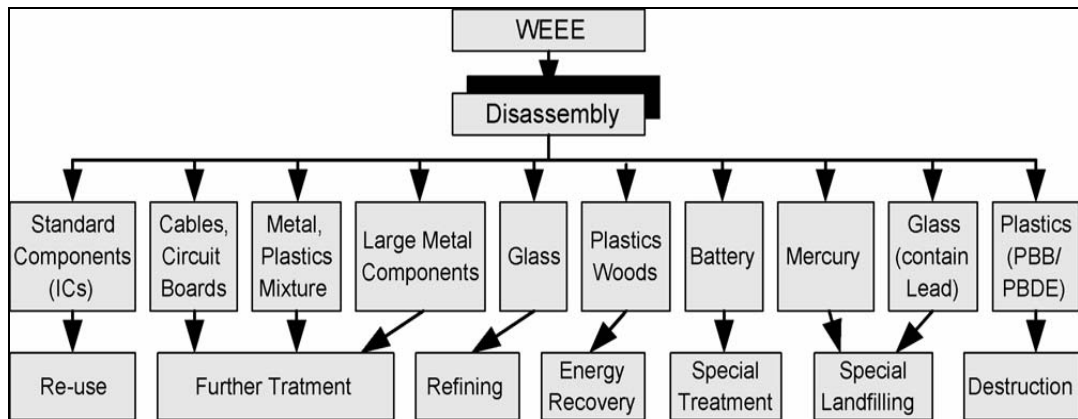 WEEE
Disassembly
Standard
Components
(ICs)
Cables,
Circuit
Boards
Metal,
Plastics
Mixture
Large Metal
Components
Glass
Plastics
Woods
Battery
Mercury
Glass
(contain
Lead)
Plastics
(PBB/
PBDE)
Re-use
Further Tratment
Refining
Energy
Recovery
Special
Treatment
Special
Landfilling
Destruction